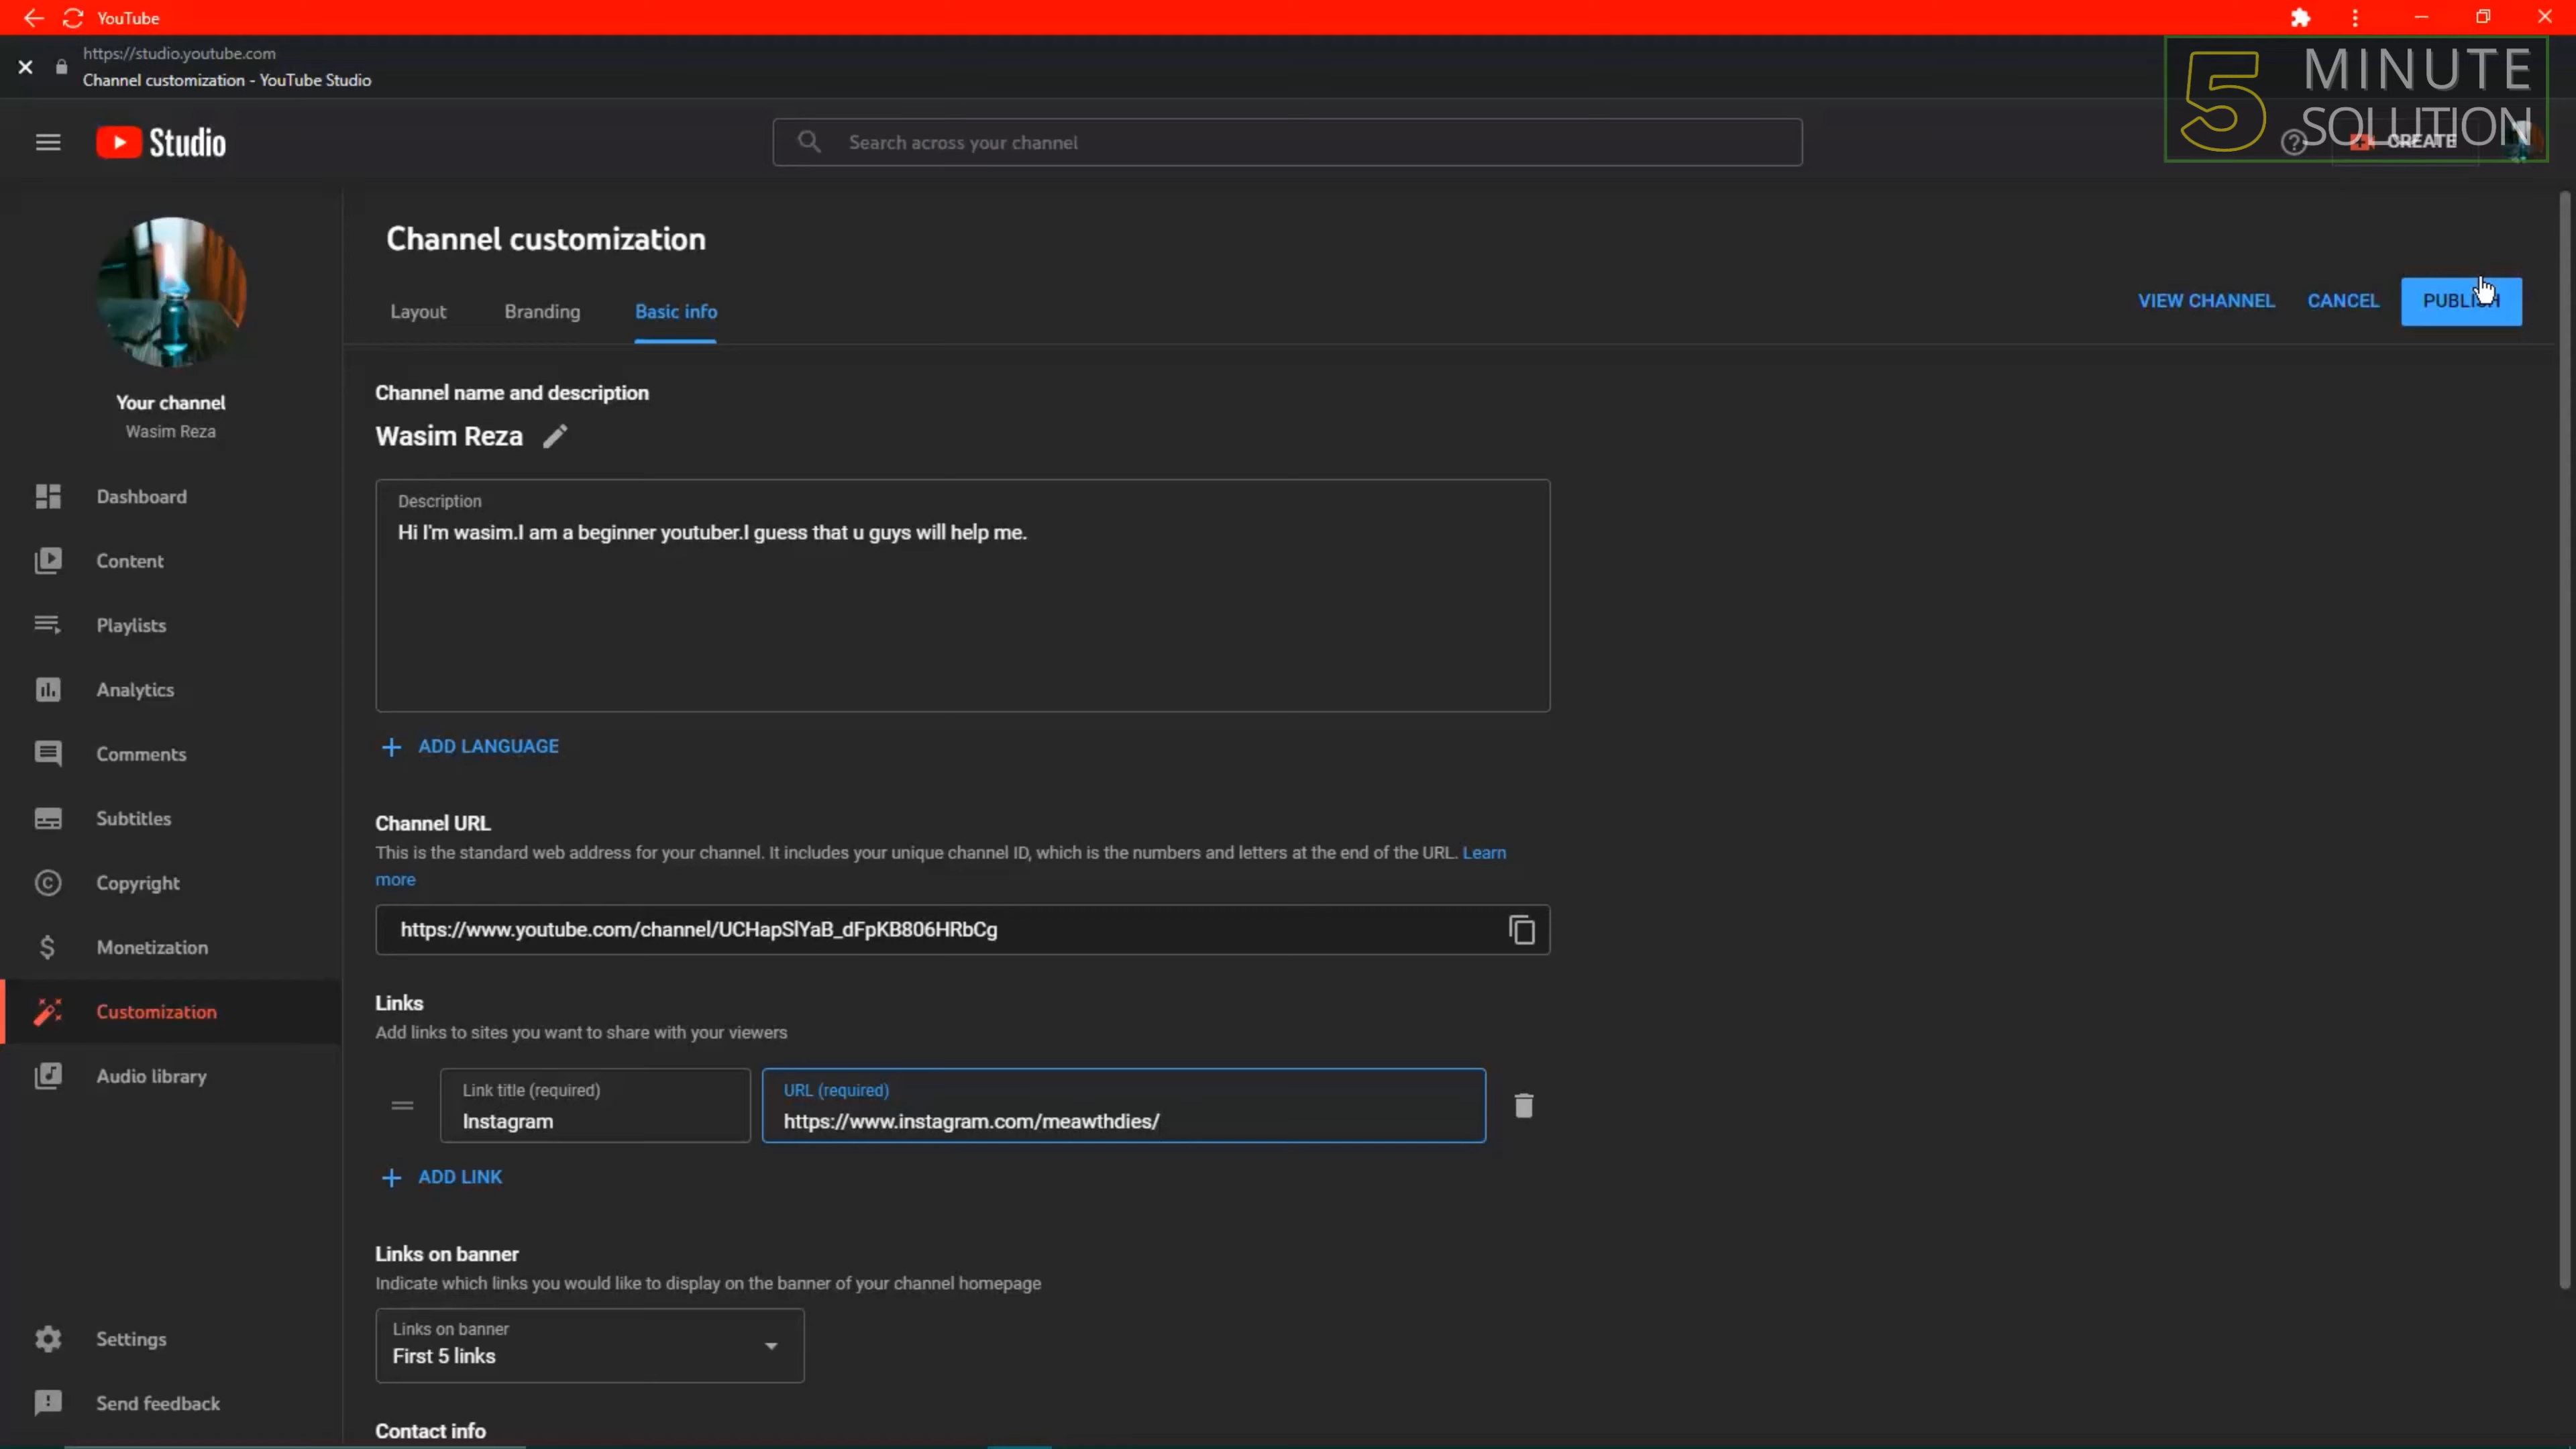 YouTube
https://studio.youtube.com
Channel customization - YouTube Studio
5 MINUTE
SOLUTION
Studio
Search across your channel
CREATE
Channel customization
Layout
Branding
Basic info
VIEW CHANNEL
CANCEL
PUBLISH
Your channel
Wasim Reza
Dashboard
Content
Playlists
Analytics
Comments
Subtitles
Copyright
Monetization
Customization
Audio library
Settings
Send feedback
Channel name and description
Wasim Reza
Description
Hi I'm wasim.I am a beginner youtuber.I guess that u guys will help me.
ADD LANGUAGE
Channel URL
This is the standard web address for your channel. It includes your unique channel ID, which is the numbers and letters at the end of the URL. Learn
more
https://www.youtube.com/channel/UCHapSlYaB_dFpKB806HRbCg
Links
Add links to sites you want to share with your viewers
Link title (required)
Instagram
URL (required)
https://www.instagram.com/meawthdies/
ADD LINK
Links on banner
Indicate which links you would like to display on the banner of your channel homepage
Links on banner
First 5 links
Contact info